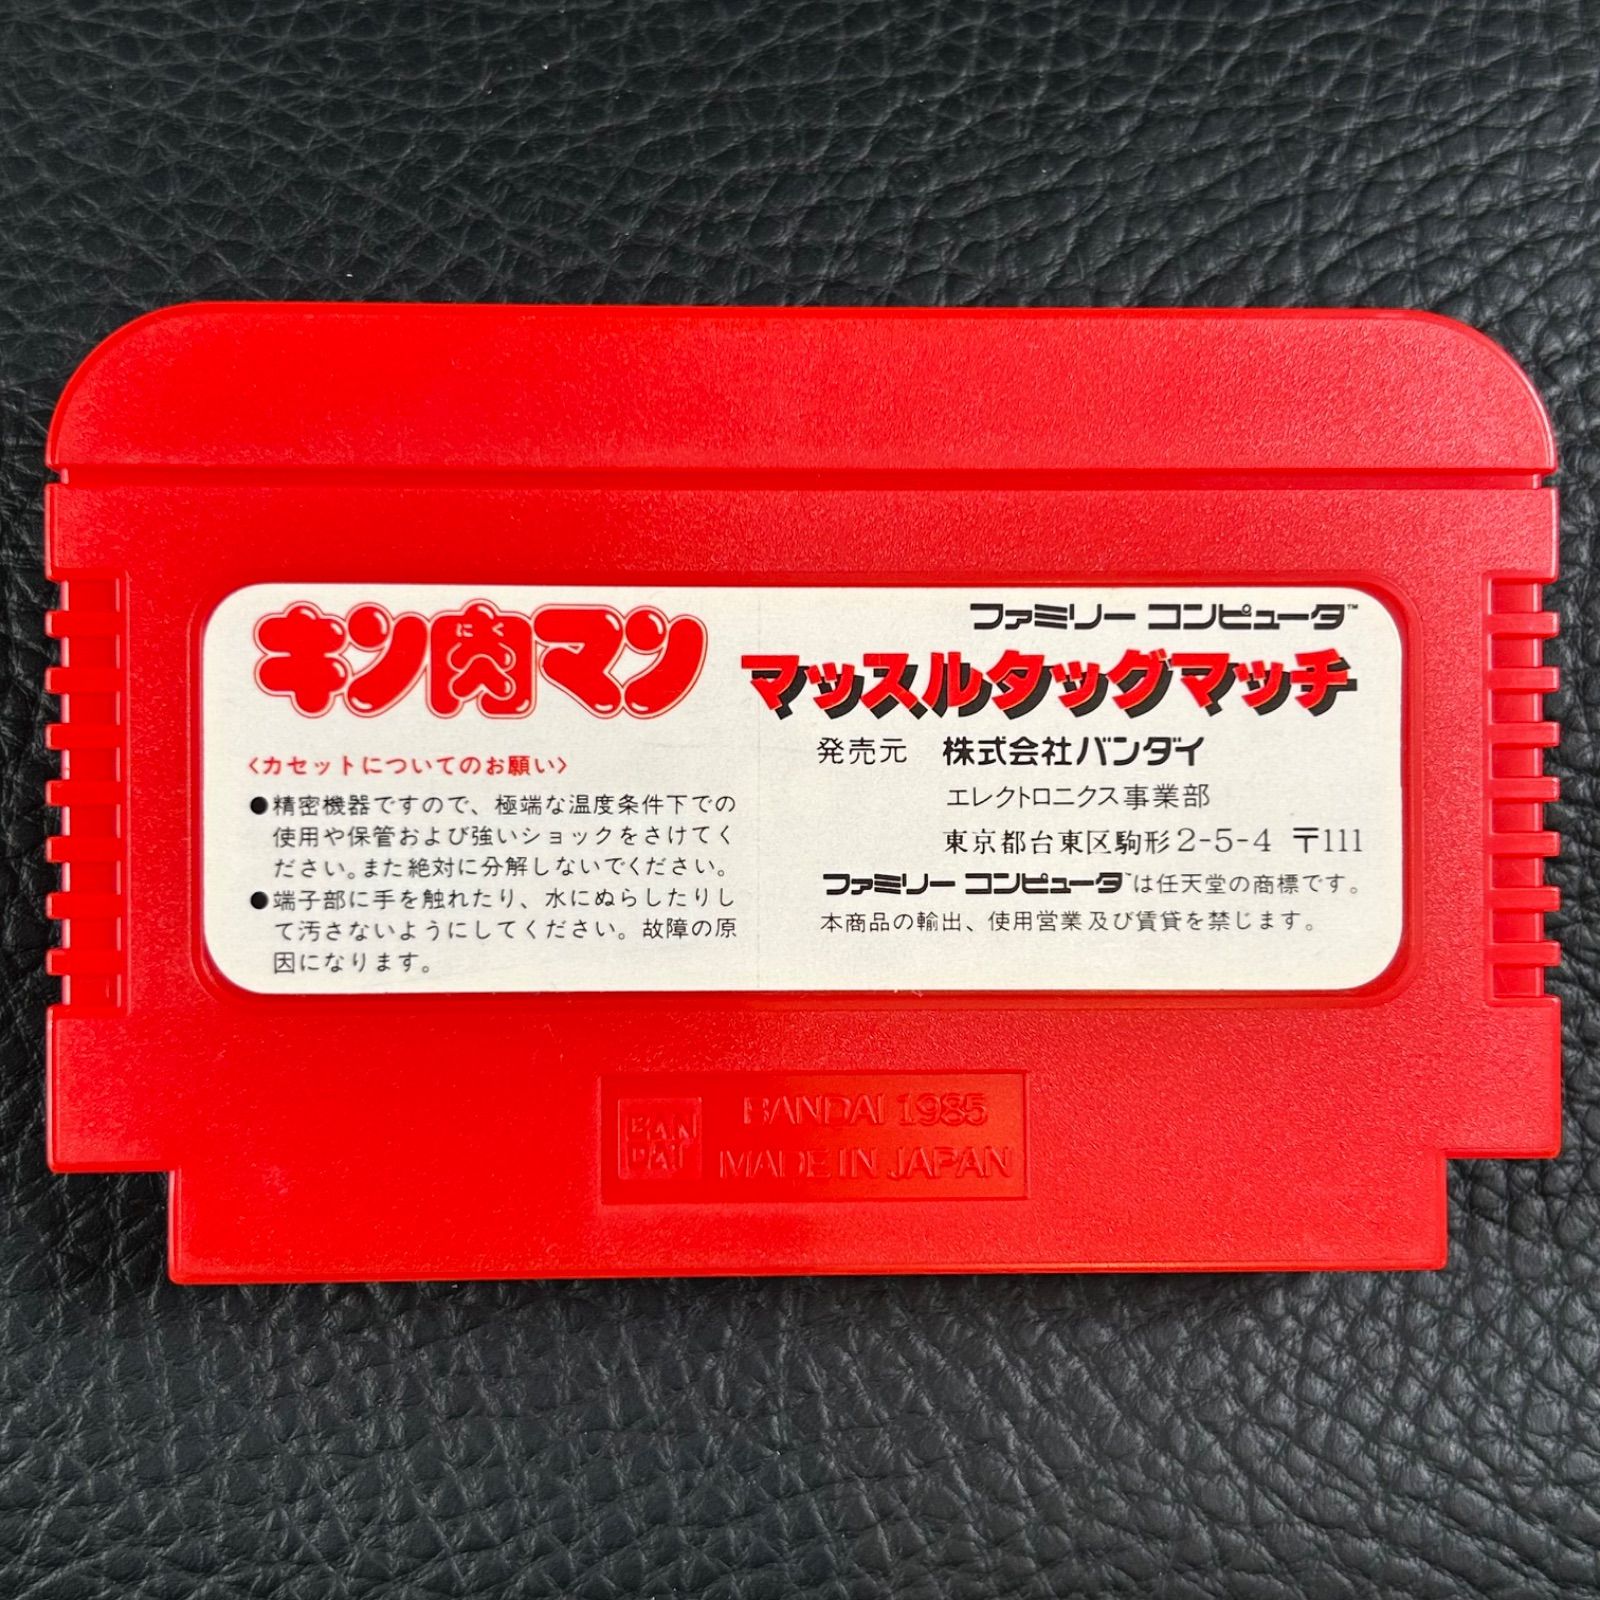 キン肉マン
にく
<カセットについてのお願い>
●精密機器ですので、極端な温度条件下での
使用や保管および強いショックをさけてく
ださい。また絶対に分解しないでください。
●端子部に手を触れたり、水にぬらしたりし
て汚さないようにしてください。故障の原
因になります。
ファミリー コンピュータ™
マッスルタッグマッチ
発売元 株式会社バンダイ
エレクトロニクス事業部
東京都台東区駒形2-5-4 〒111
ファミリー コンピュータ™は任天堂の商標です。
本商品の輸出、使用営業及び賃貸を禁じます。
BAN
DAI
BANDAI 1985
MADE IN JAPAN